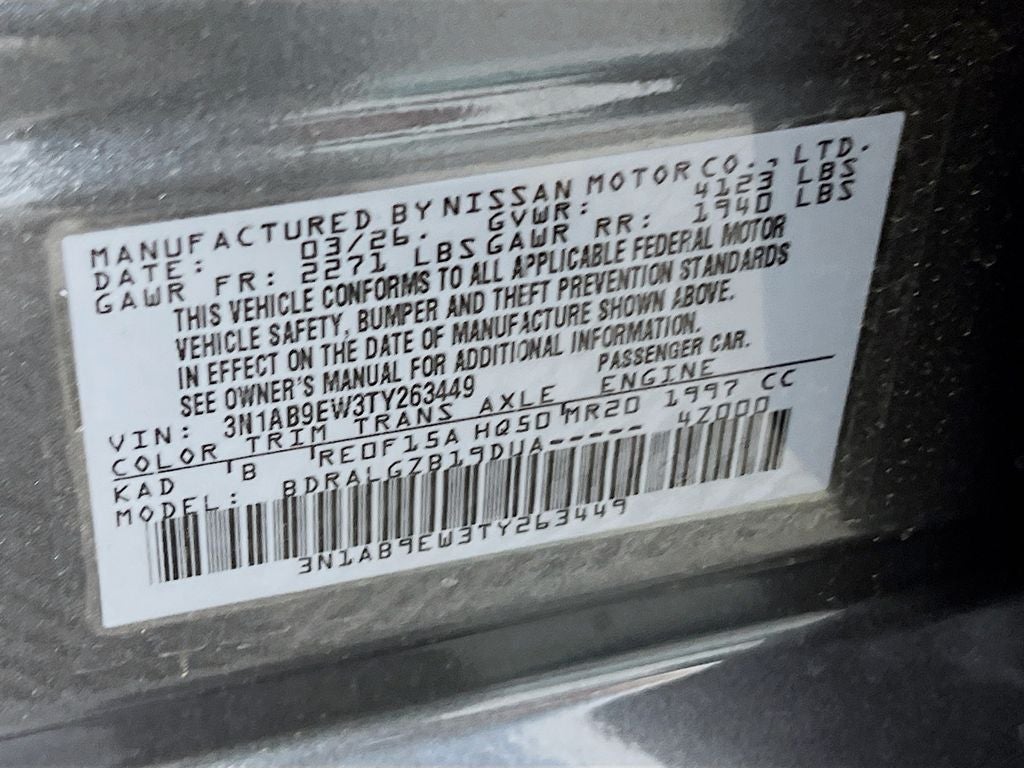 MANUFACTURED BY NISSAN MOTOR CO., LTD.
DATE: 03/26. GVWR: 4123 LBS
GAWR FR: 2271 LBS GAWR RR: 1940 LBS
THIS VEHICLE CONFORMS TO ALL APPLICABLE FEDERAL MOTOR
VEHICLE SAFETY, BUMPER AND THEFT PREVENTION STANDARDS
IN EFFECT ON THE DATE OF MANUFACTURE SHOWN ABOVE.
SEE OWNER'S MANUAL FOR ADDITIONAL INFORMATION.
VIN: 3N1AB9EW3TY263449 PASSENGER CAR.
COLOR TRIM TRANS AXLE ENGINE
KAD B RE0F15A HQ50 MR20 1997 CC
MODEL: BDRALGZB19DUA----- 4Z000
3N1AB9EW3TY263449